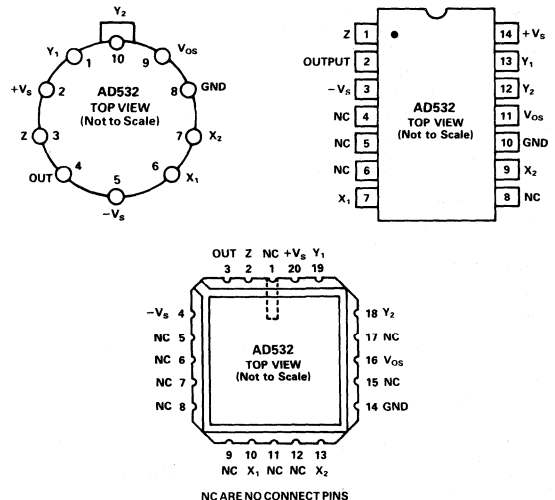 Y2
10
Y1
1
9
VOS
+VS
2
8
GND
AD532
TOP VIEW
(Not to Scale)
Z
3
7
X2
OUT
4
5
6
X1
−VS
Z 1
OUTPUT 2
−VS 3
NC 4
NC 5
NC 6
X1 7
AD532
TOP VIEW
(Not to Scale)
14 +VS
13 Y1
12 Y2
11 VOS
10 GND
9 X2
8 NC
OUT Z NC +VS Y1
3 2 1 20 19
−VS 4
NC 5
NC 6
NC 7
NC 8
AD532
TOP VIEW
(Not to Scale)
18 Y2
17 NC
16 VOS
15 NC
14 GND
9 10 11 12 13
NC X1 NC NC X2
NC ARE NO CONNECT PINS